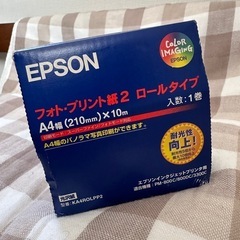 COLOR IMAGING
EPSON
EPSON
フォト・プリント紙2 ロールタイプ
A4幅(210mm)×10m
入数:1巻
A4幅のパノラマ写真印刷ができます。
耐光性
向上!
エプソンインクジェットプリンタ用
型番:KA4ROLPP2